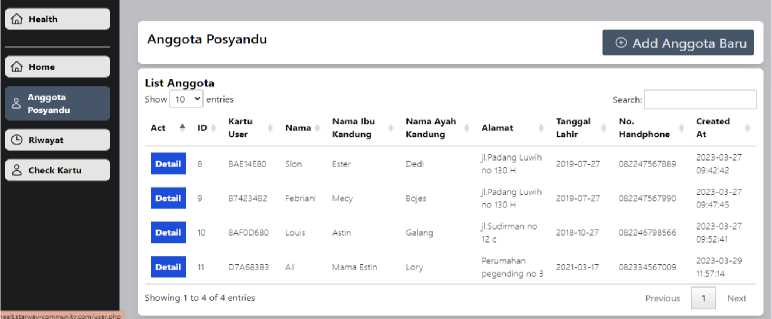 Health
Home
Anggota
Posyandu
Riwayat
Check Kartu
Anggota Posyandu
Add Anggota Baru
List Anggota
Show 10 entries
Search:
Act ID Kartu User Nama Nama Ibu Kandung Nama Ayah Kandung Alamat Tanggal Lahir No. Handphone Created At
Detail 8 BAE14E80 Sion Ester Dedi jl.Padang Luwih no 130 H 2019-07-27 082247567889 2023-03-27 09:42:42
Detail 9 B7423482 Febriani Mecy Bojes jl.Padang Luwih no 130 H 2019-07-27 082247567990 2023-03-27 09:47:45
Detail 10 8AF0D680 Louis Astin Galang jl.Sudirman no 12 c 2018-10-27 082246798566 2023-03-27 09:52:41
Detail 11 D7A683B3 Al Mama Estin Lory Perumahan pegending no 3 2021-03-17 082334567009 2023-03-29 11:57:14
Showing 1 to 4 of 4 entries
Previous 1 Next